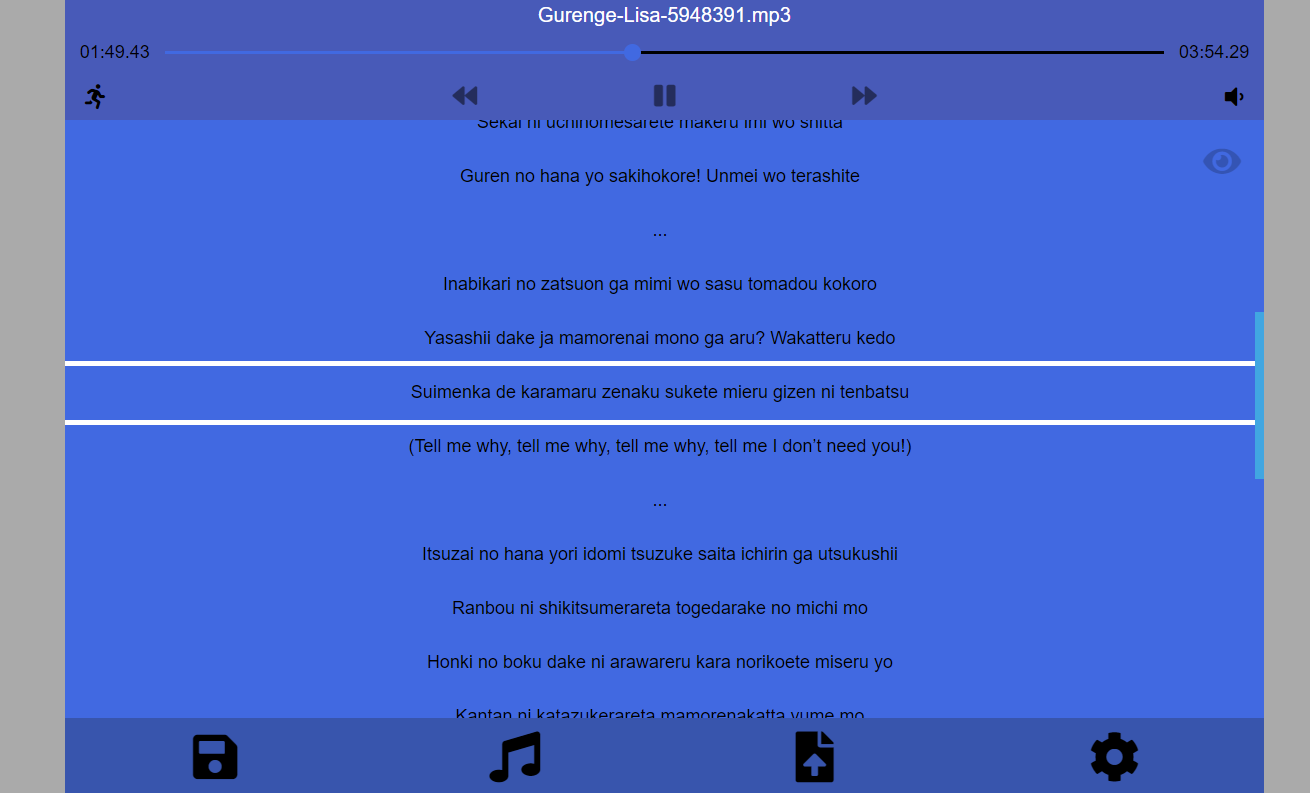 Gurenge-Lisa-5948391.mp3
01:49.43
03:54.29
Sekai ni uchinomesarete makeru imi wo shitta
Guren no hana yo sakihokore! Unmei wo terashite
...
Inabikari no zatsuon ga mimi wo sasu tomadou kokoro
Yasashii dake ja mamorenai mono ga aru? Wakatteru kedo
Suimenka de karamaru zenaku sukete mieru gizen ni tenbatsu
(Tell me why, tell me why, tell me why, tell me I don’t need you!)
...
Itsuzai no hana yori idomi tsuzuke saita ichirin ga utsukushii
Ranbou ni shikitsumerareta togedarake no michi mo
Honki no boku dake ni arawareru kara norikoete miseru yo
Kantan ni katazukerareta mamorenakatta yume mo